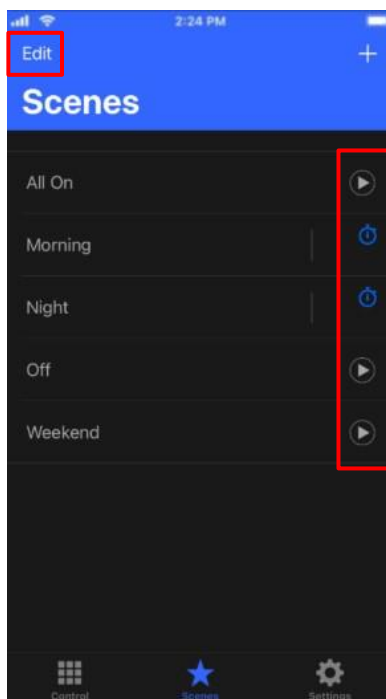 2:24 PM
Edit
Scenes
All On
Morning
Night
Off
Weekend
Control
Scenes
Settings